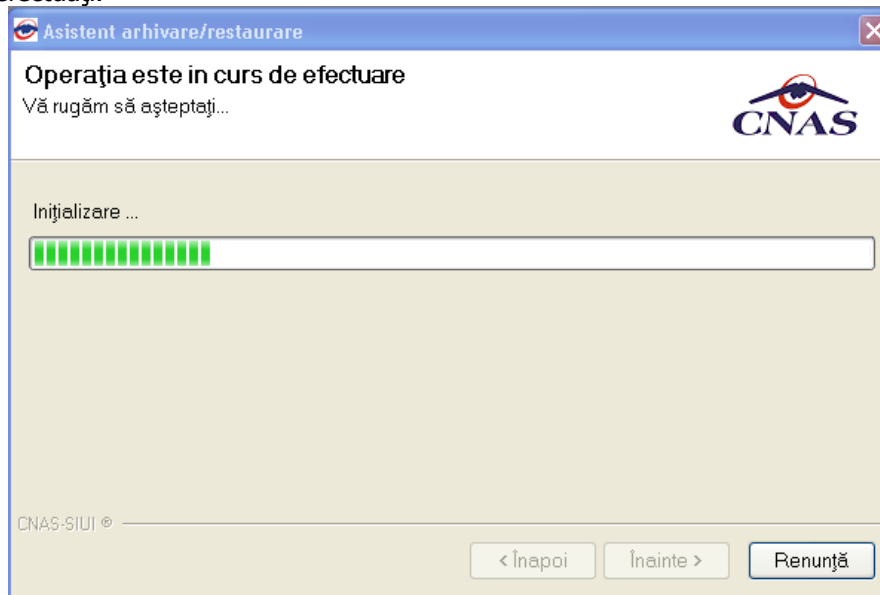 Asistent arhivare/restaurare
Operaţia este in curs de efectuare
Vă rugăm să aşteptaţi...
CNAS
Iniţializare ...
CNAS-SIUI ®
< Înapoi
Înainte >
Renunţă